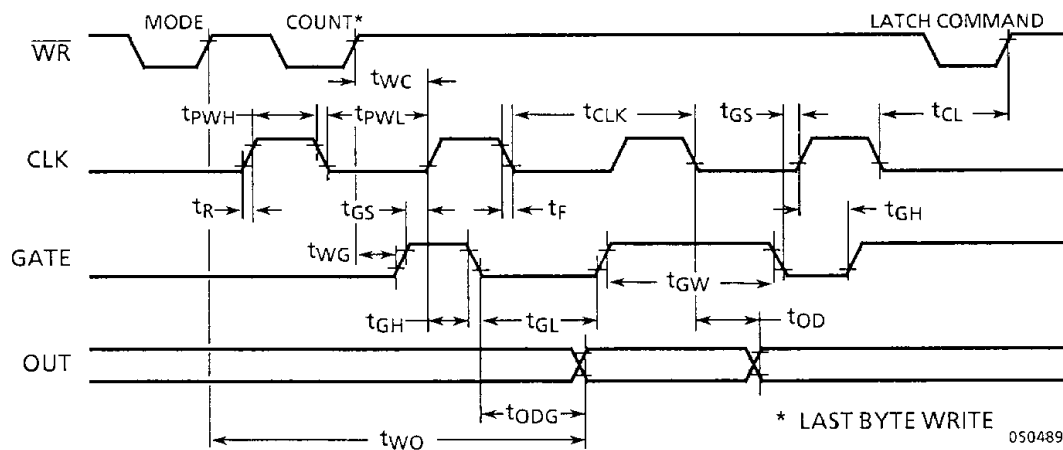 MODE COUNT* LATCH COMMAND
WR
tWC
tPWH tPWL tCLK tGS tCL
CLK
tR tGS tF tGH
tWG
GATE
tGW
tGH tGL tOD
OUT
tODG
* LAST BYTE WRITE
tWO
050489